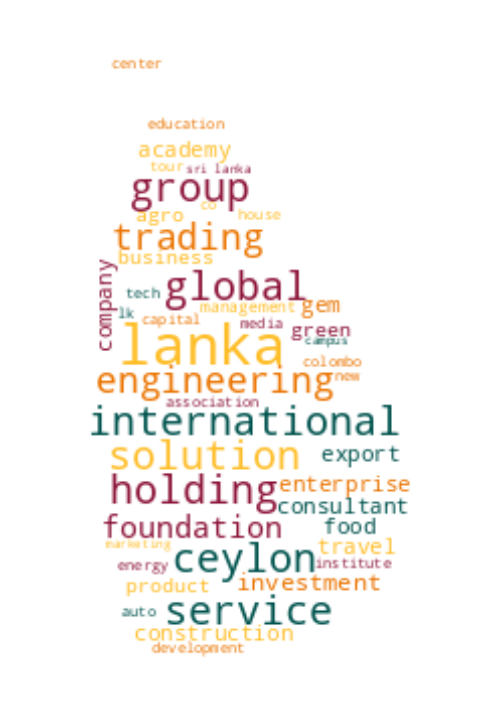 center
education
academy
tour sri lanka
group
co
agro house
trading
business
company
global
tech
management gem
lk
capital media green
campus
lanka
colombo
engineering new
association
international
solution export
holding enterprise
consultant
foundation food
marketing travel
ceylon
energy institute
product investment
auto service
construction
development